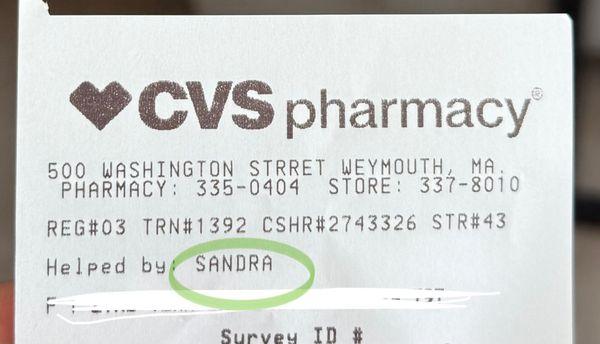 CVS pharmacy®
500 WASHINGTON STRRET WEYMOUTH, MA.
PHARMACY: 335-0404 STORE: 337-8010
REG#03 TRN#1392 CSHR#2743326 STR#43
Helped by: SANDRA
Survey ID #